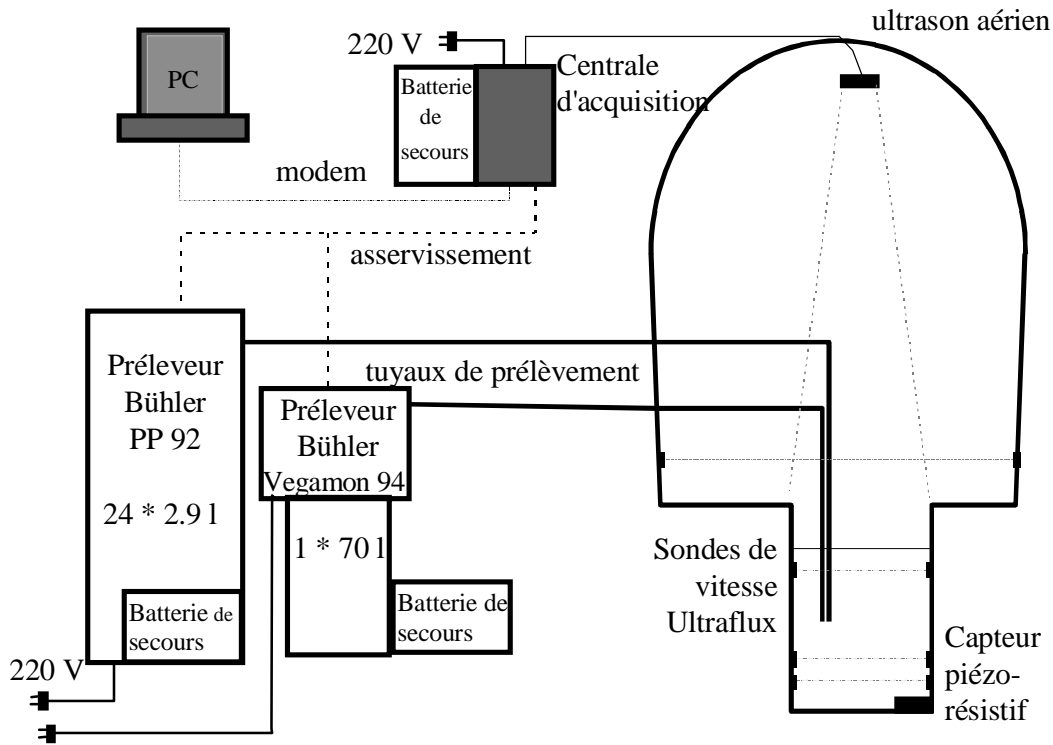 ultrason aérien
220 V
PC
Batterie
de
secours
Centrale
d'acquisition
modem
asservissement
Préleveur
Bühler
PP 92
24 * 2.9 l
Batterie de
secours
220 V
tuyaux de prélèvement
Préleveur
Bühler
Vegamon 94
1 * 70 l
Batterie de
secours
Sondes de
vitesse
Ultraflux
Capteur
piézo-
résistif